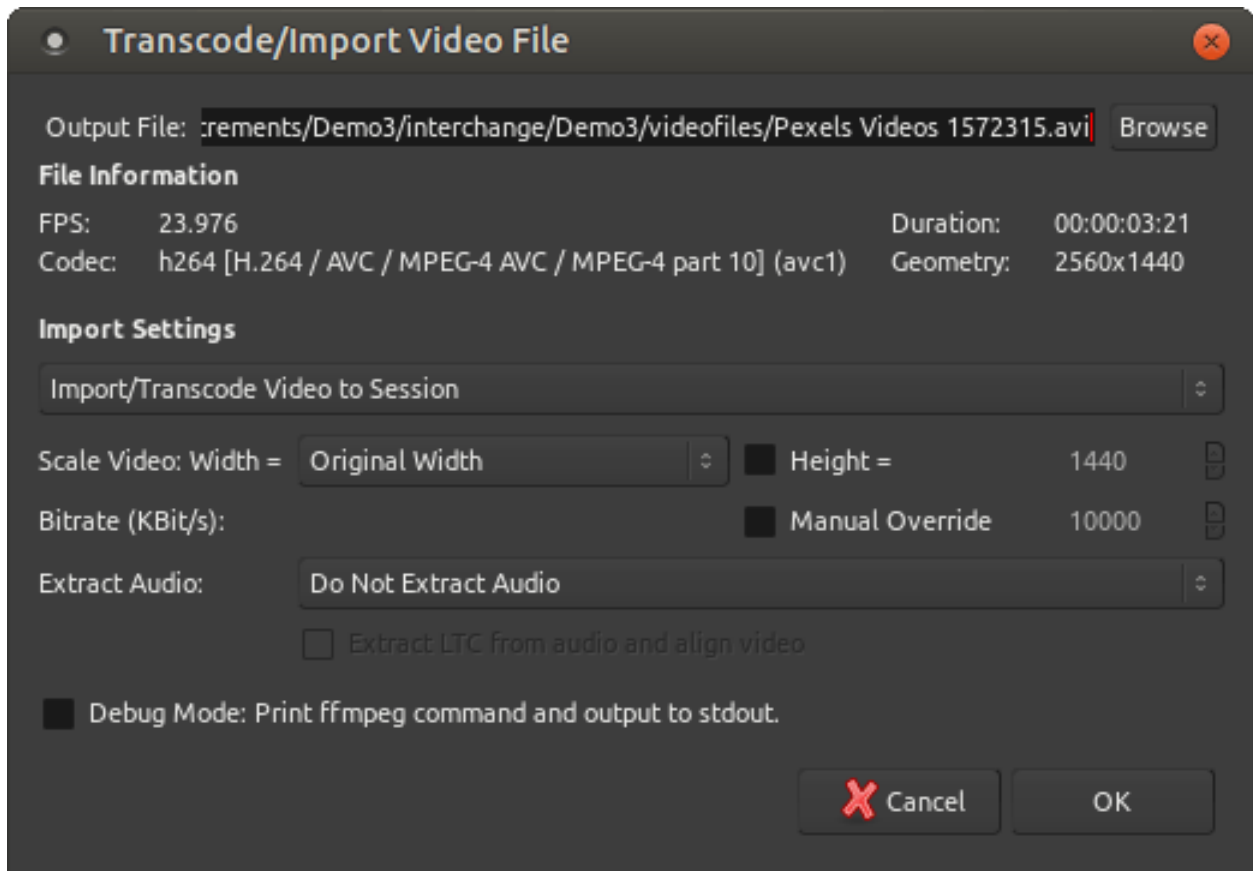 Transcode/Import Video File
Output File: crements/Demo3/interchange/Demo3/videofiles/Pexels Videos 1572315.avi Browse
File Information
FPS: 23.976 Duration: 00:00:03:21
Codec: h264 [H.264 / AVC / MPEG-4 AVC / MPEG-4 part 10] (avc1) Geometry: 2560x1440
Import Settings
Import/Transcode Video to Session
Scale Video: Width = Original Width Height = 1440
Bitrate (KBit/s): Manual Override 10000
Extract Audio: Do Not Extract Audio
Extract LTC from audio and align video
Debug Mode: Print ffmpeg command and output to stdout.
Cancel OK